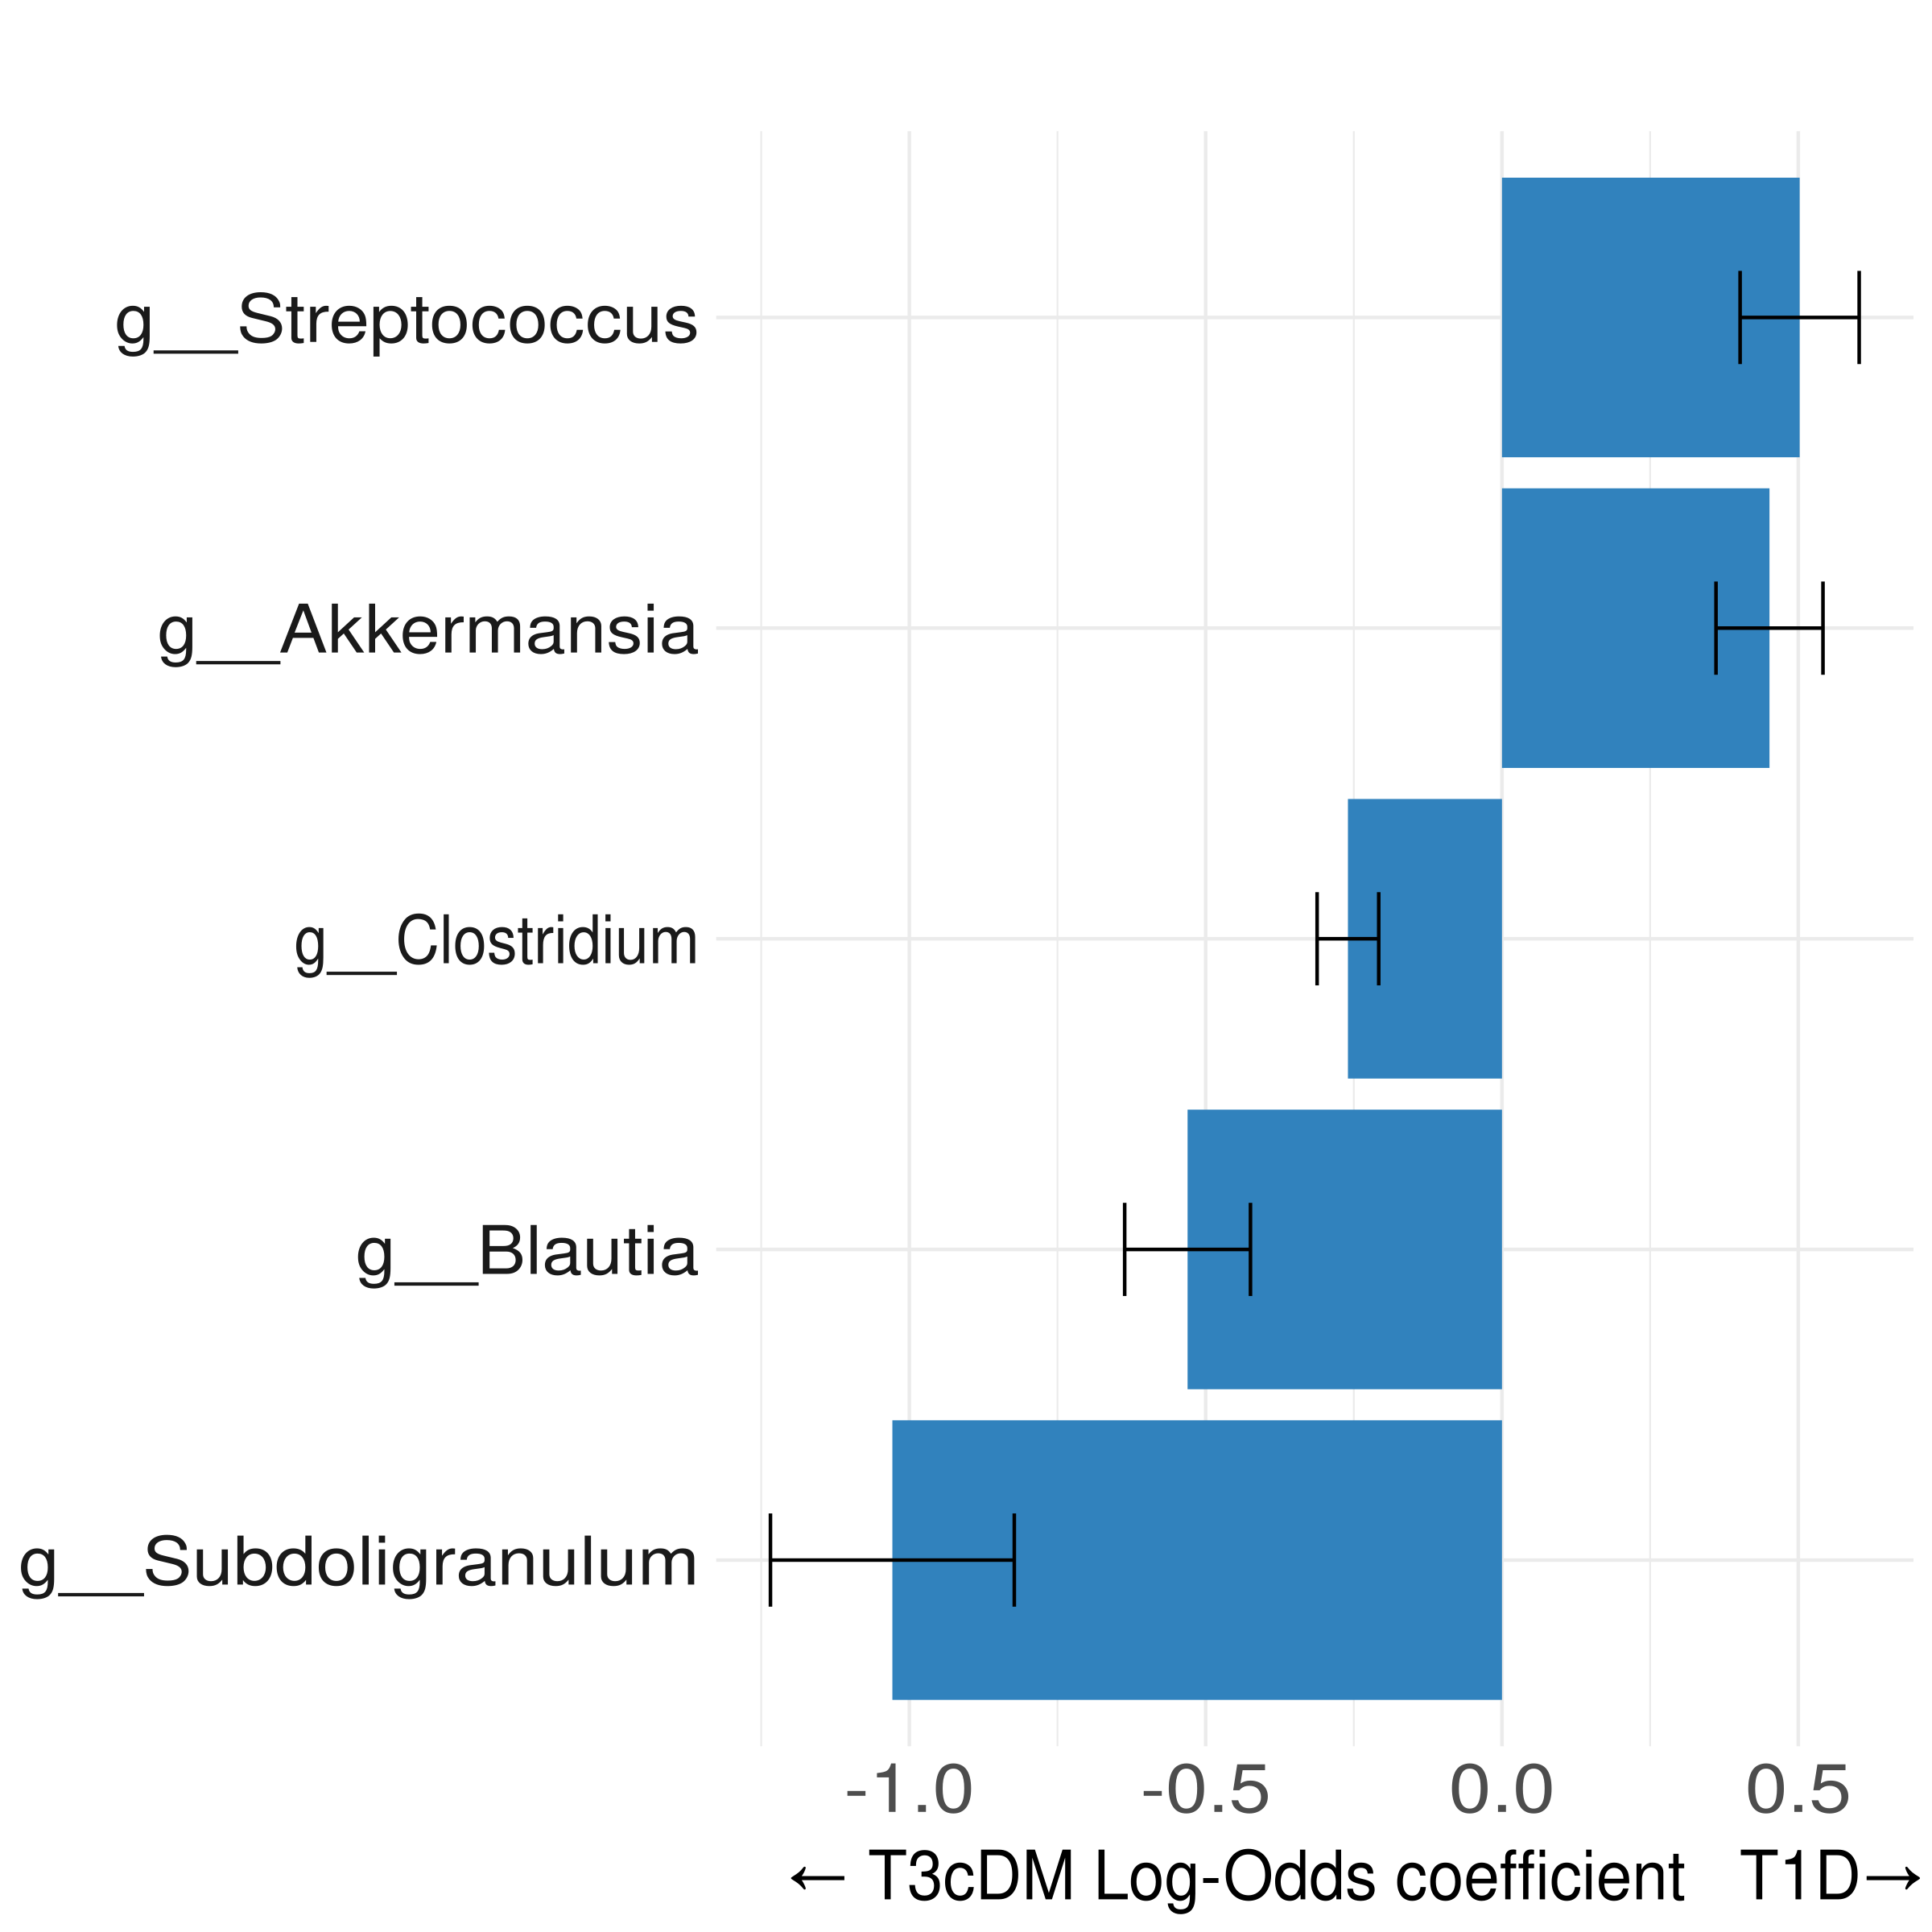 g__Streptococcus
g__Akkermansia
g__Clostridium
g__Blautia
g__Subdoligranulum
-1.0 -0.5 0.0 0.5
← T3cDM Log-Odds coefficient T1D→